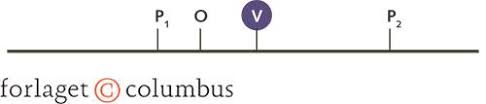 P₁ O V P₂
forlaget © columbus